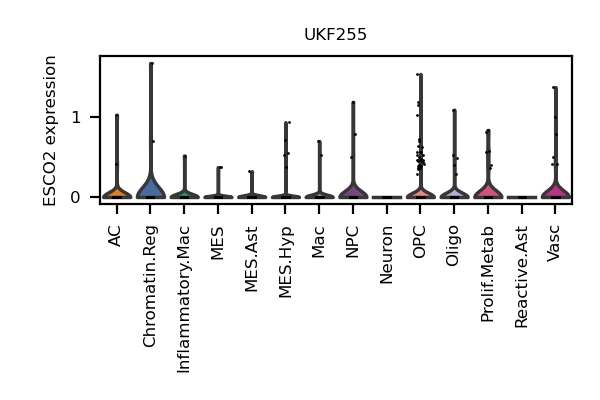 UKF255
ESCO2 expression
1
0
AC
Chromatin.Reg
Inflammatory.Mac
MES
MES.Ast
MES.Hyp
Mac
NPC
Neuron
OPC
Oligo
Prolif.Metab
Reactive.Ast
Vasc